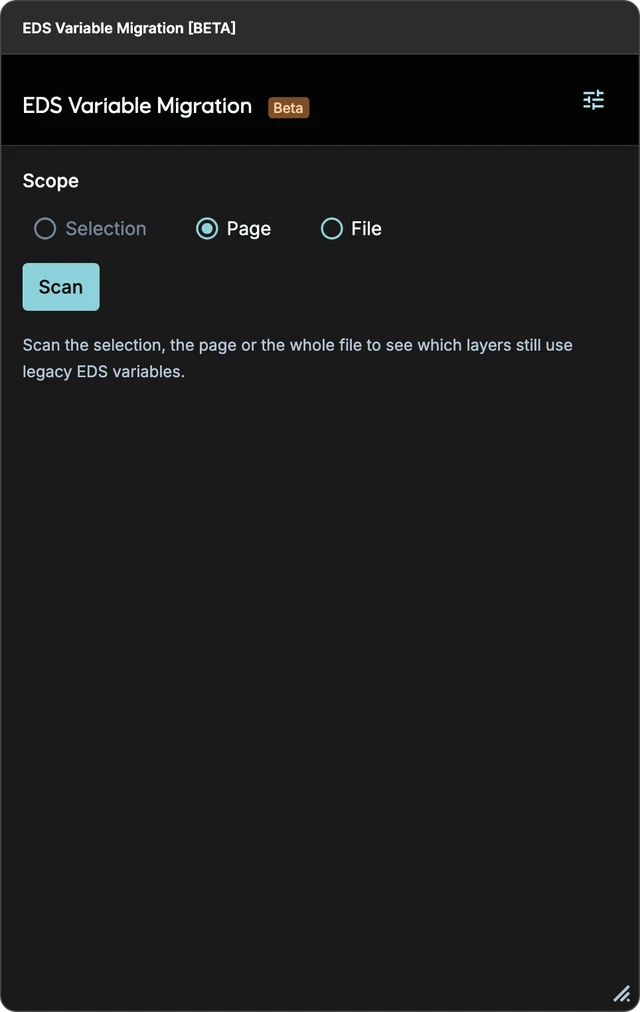 EDS Variable Migration [BETA]
EDS Variable Migration Beta
Scope
Selection Page File
Scan
Scan the selection, the page or the whole file to see which layers still use
legacy EDS variables.